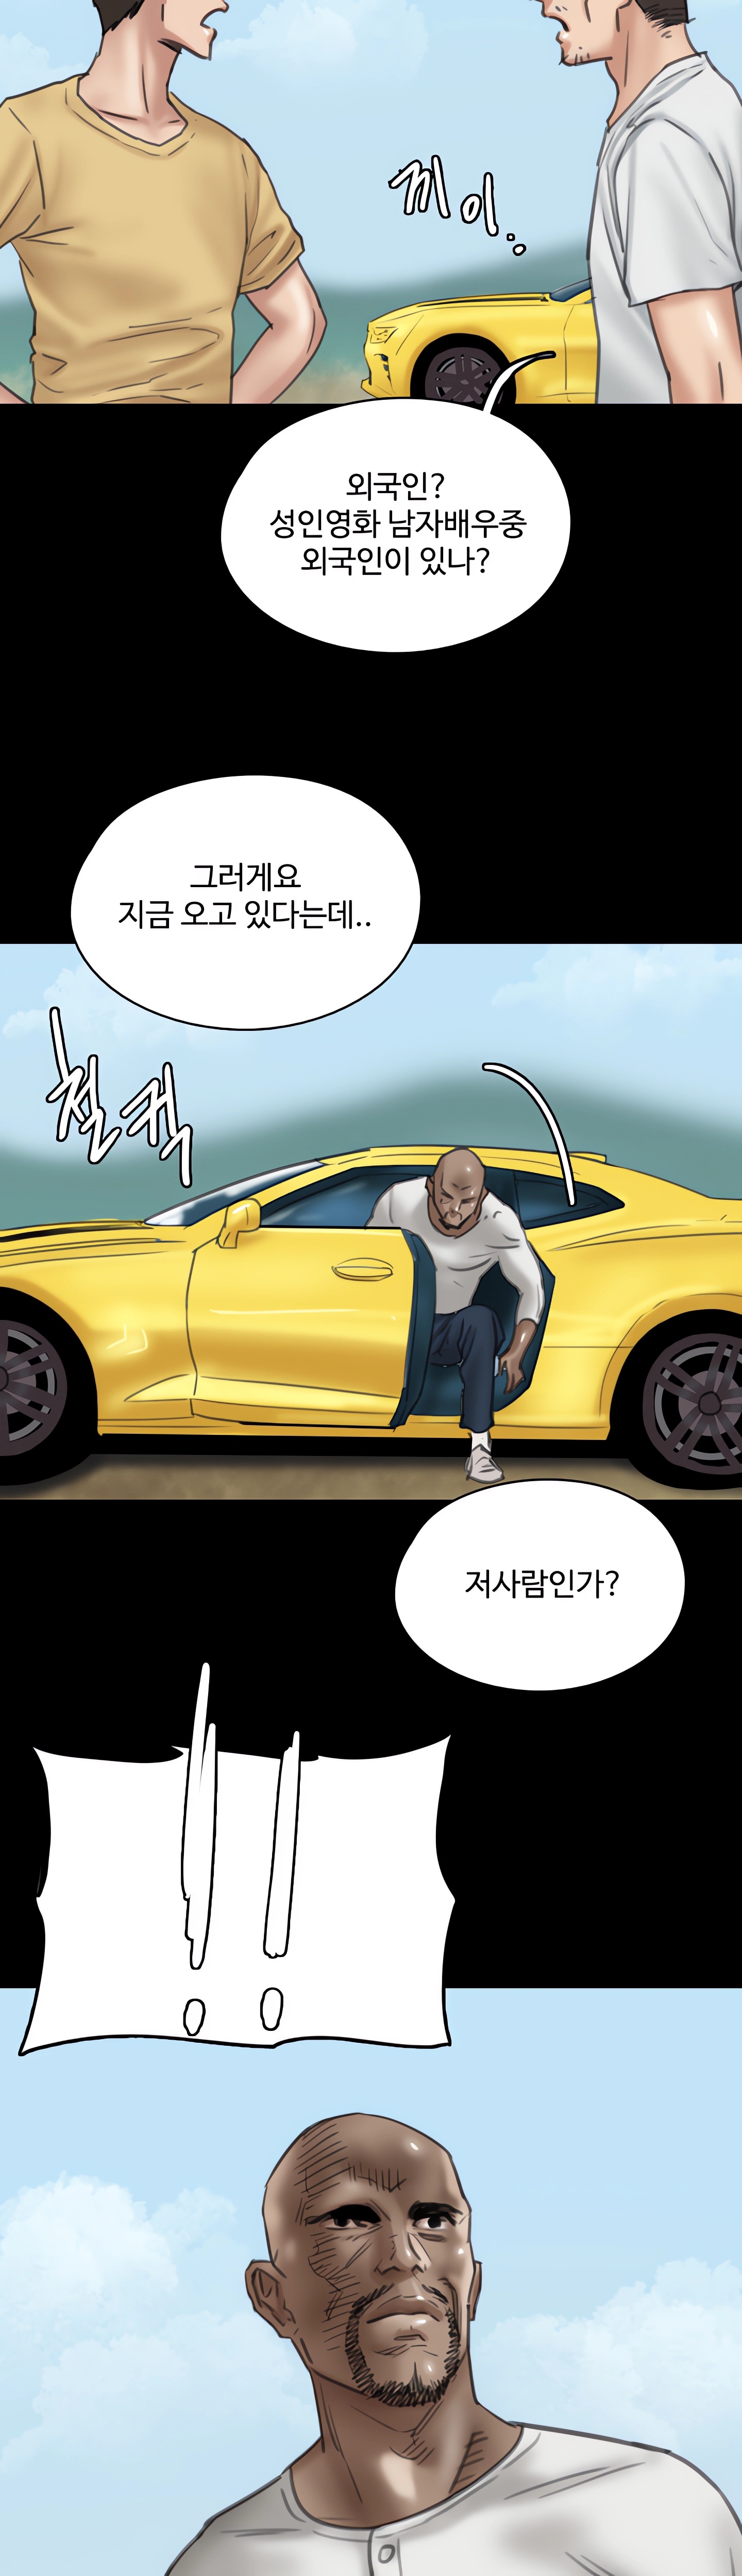 끼이..
외국인?
성인영화 남자배우중
외국인이 있나?
그러게요
지금 오고 있다는데..
철컥
저사람인가?
!!